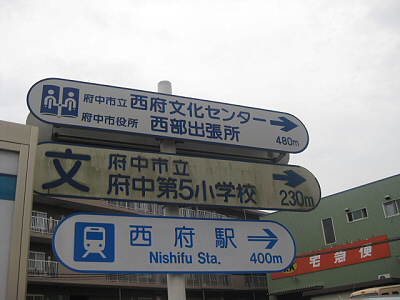 府中市立 西府文化センター
府中市役所 西部出張所
480m
文 府中市立
府中第5小学校 230m
西府駅
Nishifu Sta. 400m
宅急便